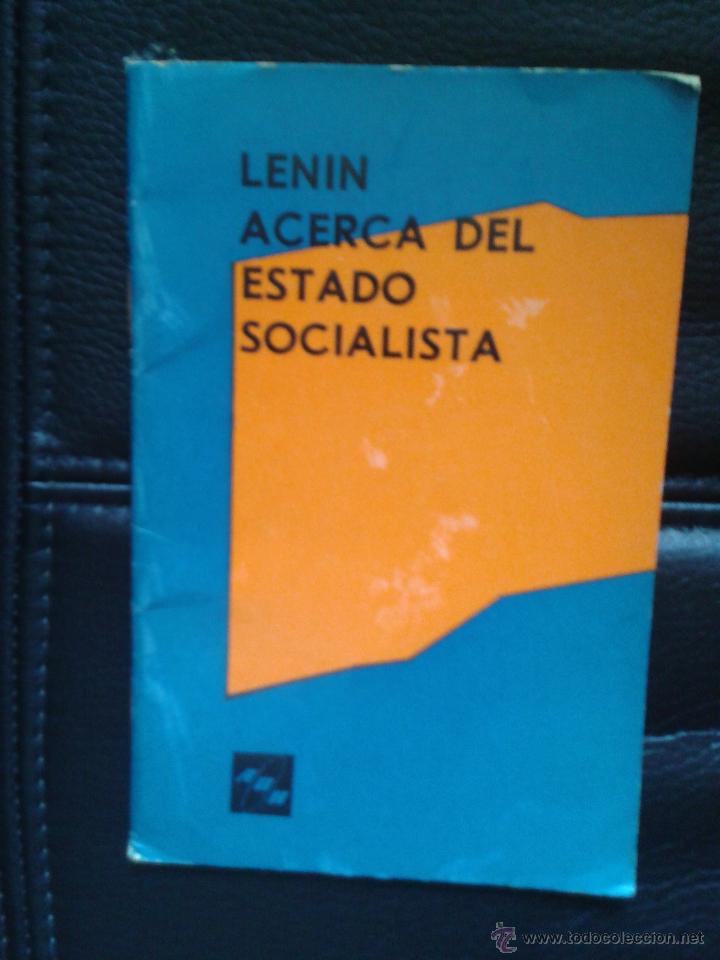 LENIN
ACERCA DEL
ESTADO
SOCIALISTA
www.todocoleccion.net